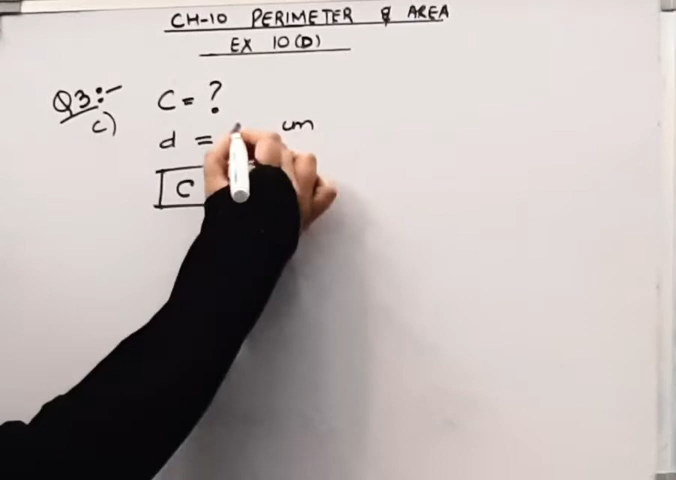 CH-10 PERIMETER & AREA
EX 10(D)
Q3:- C = ?
c)
d = cm
C